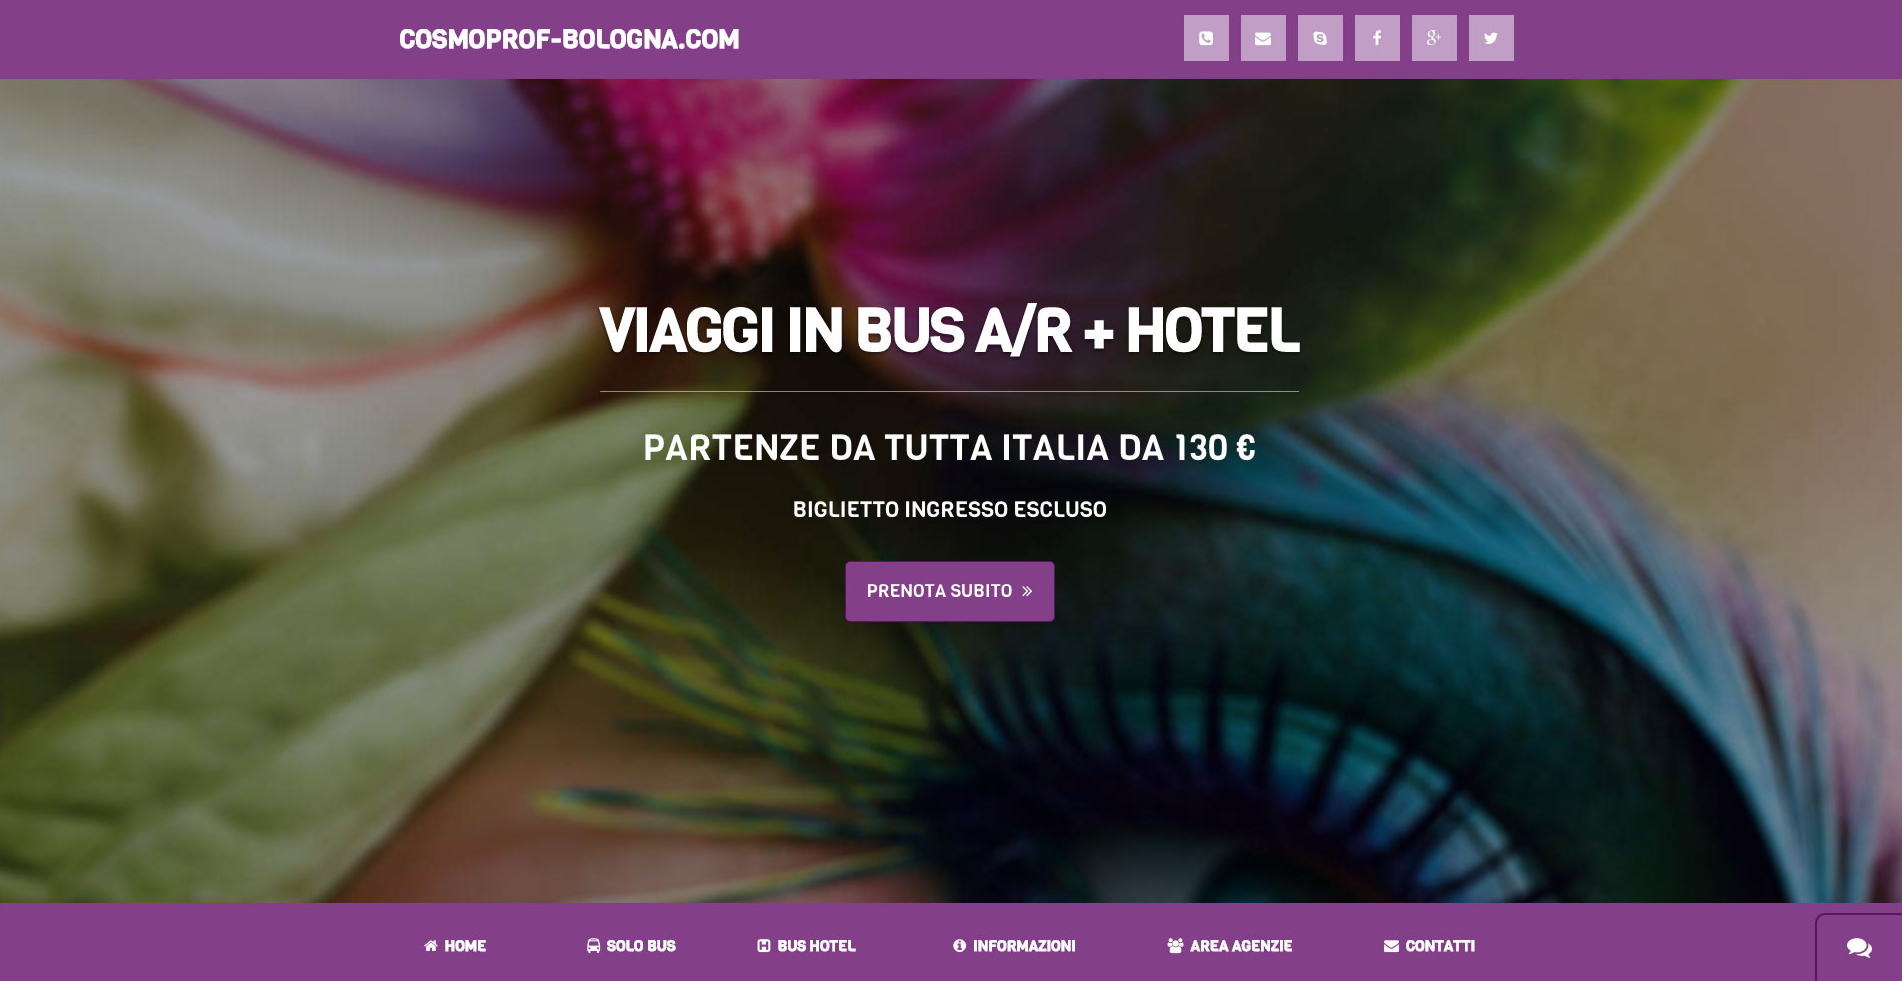 COSMOPROF-BOLOGNA.COM
VIAGGI IN BUS A/R + HOTEL
PARTENZE DA TUTTA ITALIA DA 130 €
BIGLIETTO INGRESSO ESCLUSO
PRENOTA SUBITO »
HOME
SOLO BUS
BUS HOTEL
INFORMAZIONI
AREA AGENZIE
CONTATTI